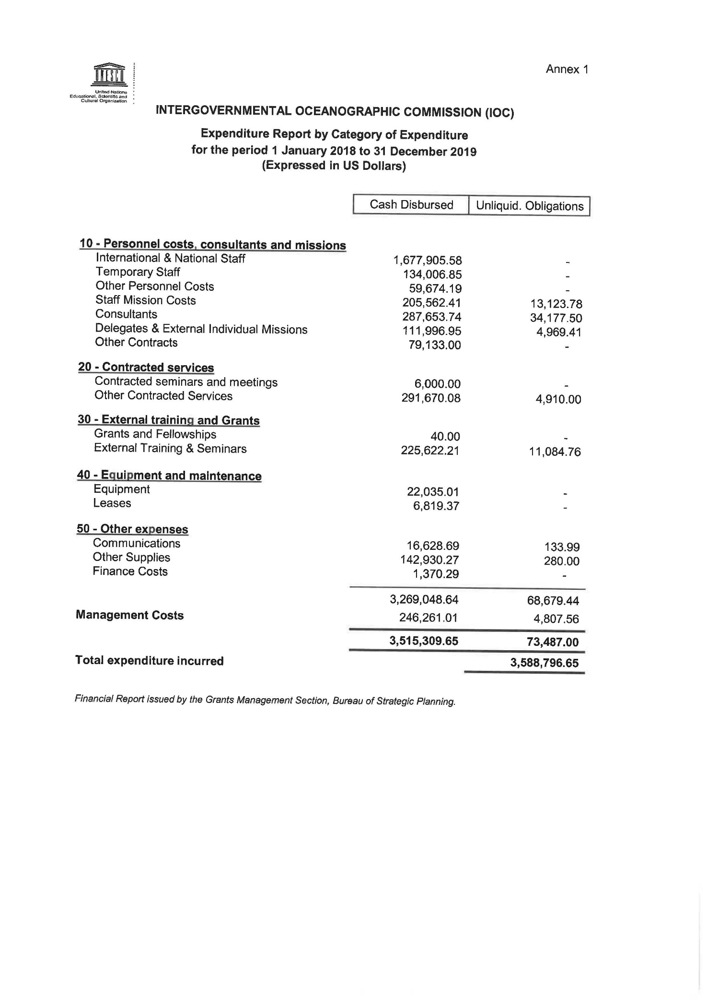 Annex 1
UNESCO
United Nations
Educational, Scientific and
Cultural Organization
INTERGOVERNMENTAL OCEANOGRAPHIC COMMISSION (IOC)
Expenditure Report by Category of Expenditure
for the period 1 January 2018 to 31 December 2019
(Expressed in US Dollars)
Cash Disbursed Unliquid. Obligations
10 - Personnel costs, consultants and missions
International & National Staff 1,677,905.58 -
Temporary Staff 134,006.85 -
Other Personnel Costs 59,674.19 -
Staff Mission Costs 205,562.41 13,123.78
Consultants 287,653.74 34,177.50
Delegates & External Individual Missions 111,996.95 4,969.41
Other Contracts 79,133.00 -
20 - Contracted services
Contracted seminars and meetings 6,000.00 -
Other Contracted Services 291,670.08 4,910.00
30 - External training and Grants
Grants and Fellowships 40.00 -
External Training & Seminars 225,622.21 11,084.76
40 - Equipment and maintenance
Equipment 22,035.01 -
Leases 6,819.37 -
50 - Other expenses
Communications 16,628.69 133.99
Other Supplies 142,930.27 280.00
Finance Costs 1,370.29 -
3,269,048.64 68,679.44
Management Costs 246,261.01 4,807.56
3,515,309.65 73,487.00
Total expenditure incurred 3,588,796.65
Financial Report issued by the Grants Management Section, Bureau of Strategic Planning.